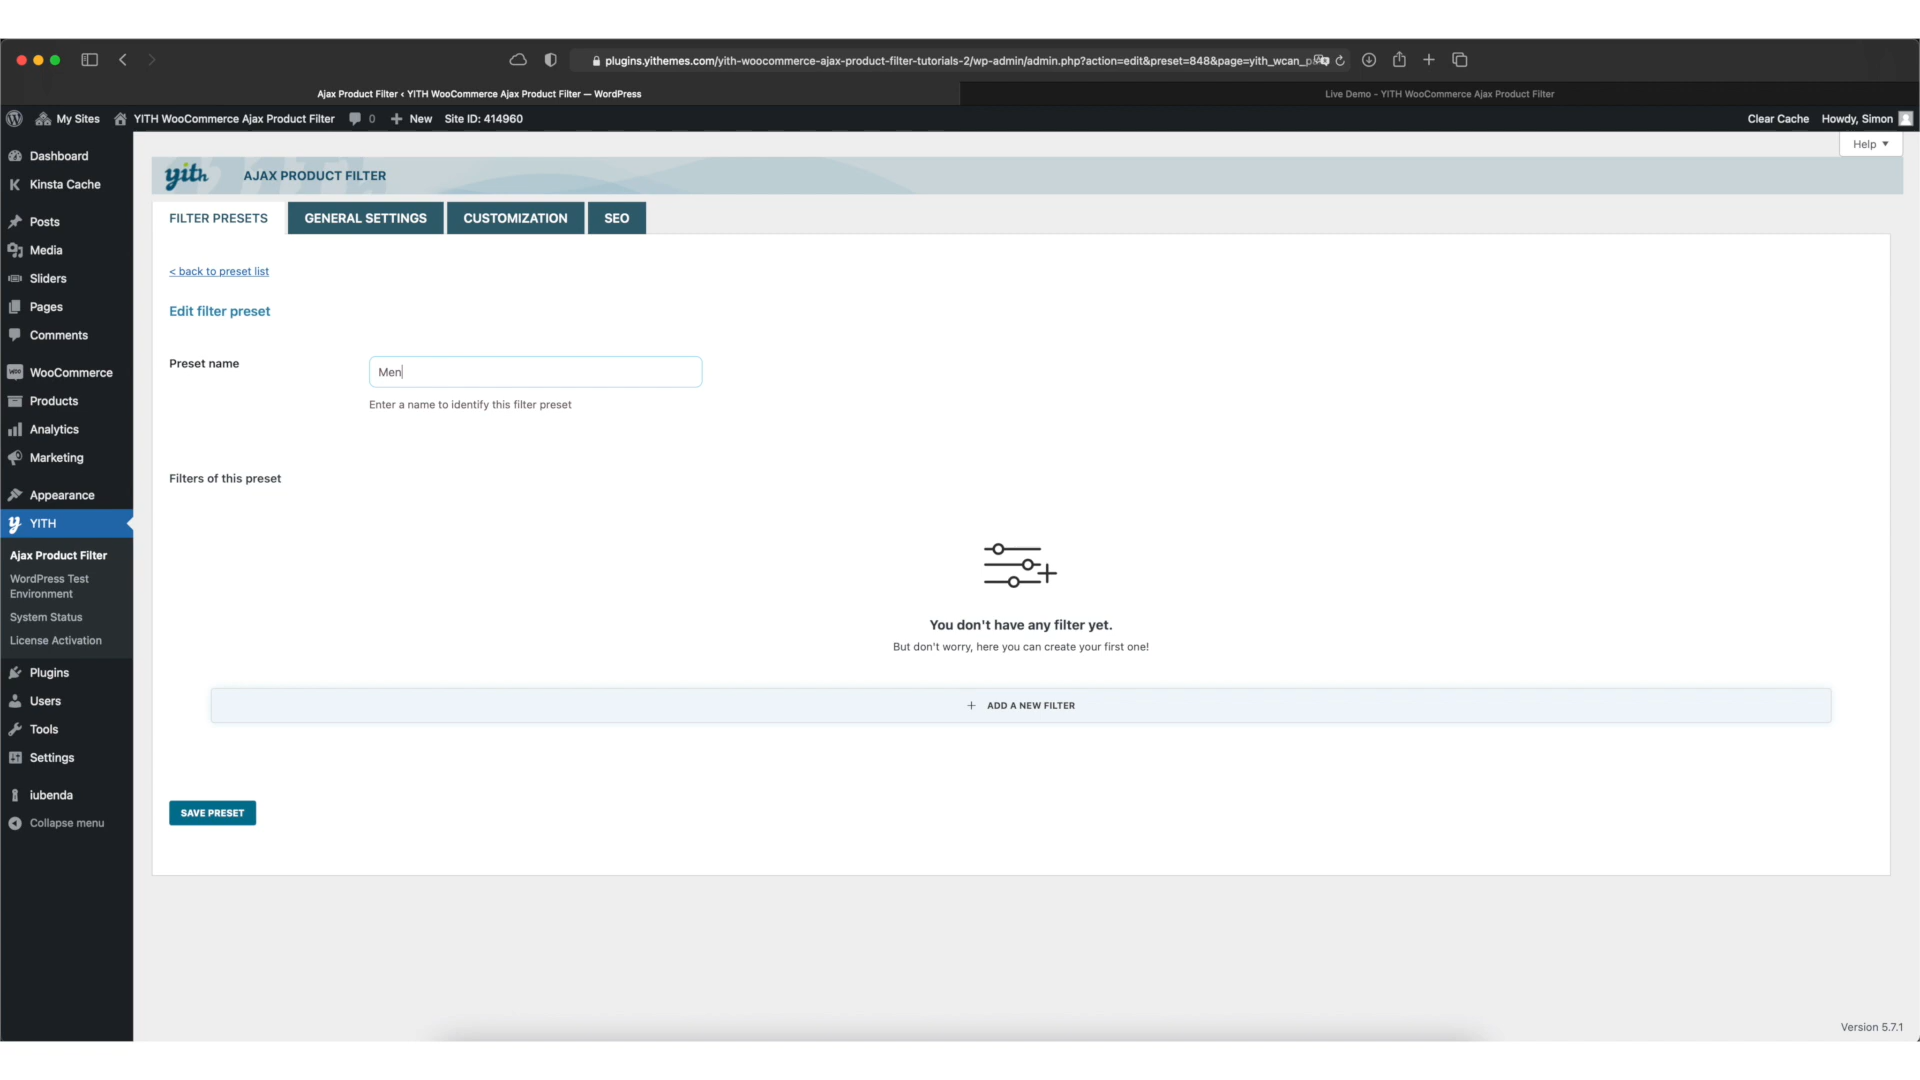 plugins.yithemes.com/yith-woocommerce-ajax-product-filter-tutorials-2/wp-admin/admin.php?action=edit&preset=848&page=yith_wcan_p
Ajax Product Filter ‹ YITH WooCommerce Ajax Product Filter — WordPress
Live Demo - YITH WooCommerce Ajax Product Filter
My Sites
YITH WooCommerce Ajax Product Filter
0
New
Site ID: 414960
Clear Cache
Howdy, Simon
Help
Dashboard
Kinsta Cache
Posts
Media
Sliders
Pages
Comments
WooCommerce
Products
Analytics
Marketing
Appearance
YITH
Ajax Product Filter
WordPress Test
Environment
System Status
License Activation
Plugins
Users
Tools
Settings
iubenda
Collapse menu
yith
AJAX PRODUCT FILTER
FILTER PRESETS
GENERAL SETTINGS
CUSTOMIZATION
SEO
< back to preset list
Edit filter preset
Preset name
Men
Enter a name to identify this filter preset
Filters of this preset
You don't have any filter yet.
But don't worry, here you can create your first one!
+ ADD A NEW FILTER
SAVE PRESET
Version 5.7.1